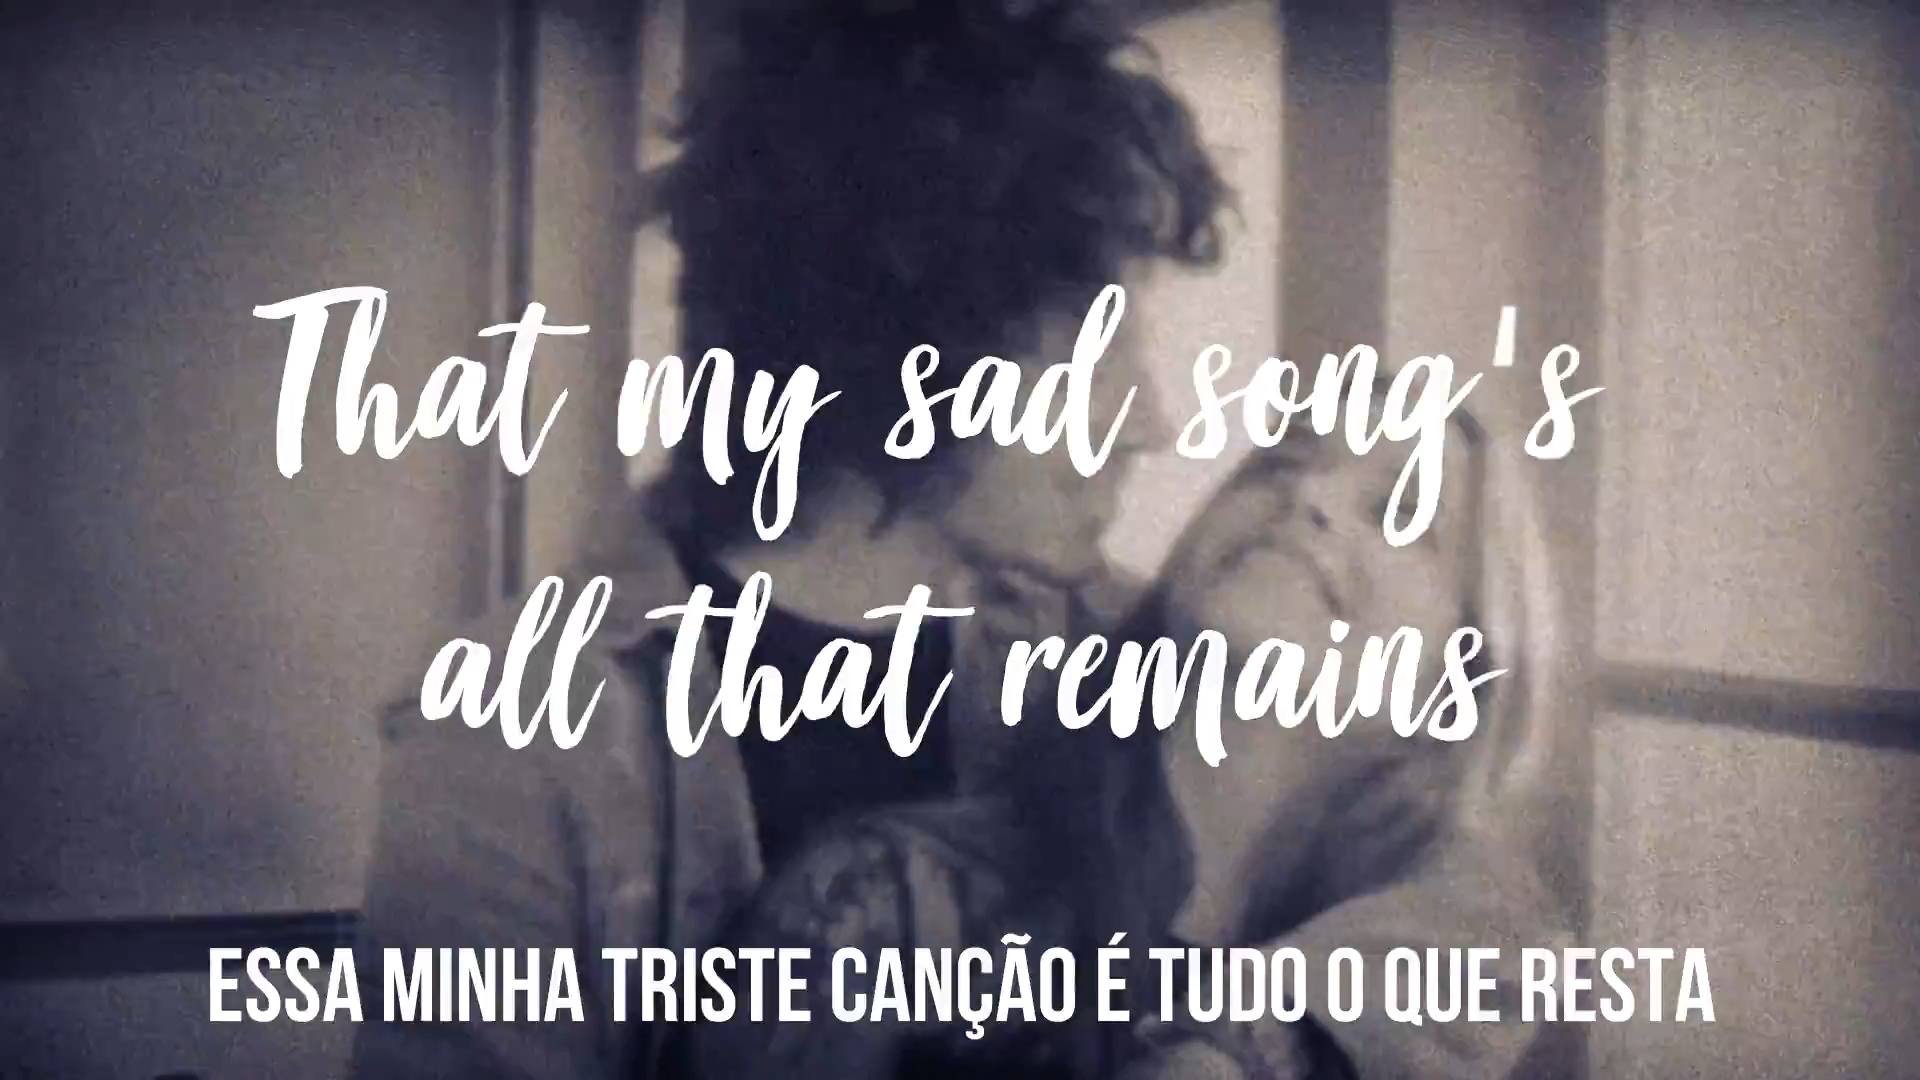 That my sad song's
all that remains
ESSA MINHA TRISTE CANÇÃO É TUDO O QUE RESTA